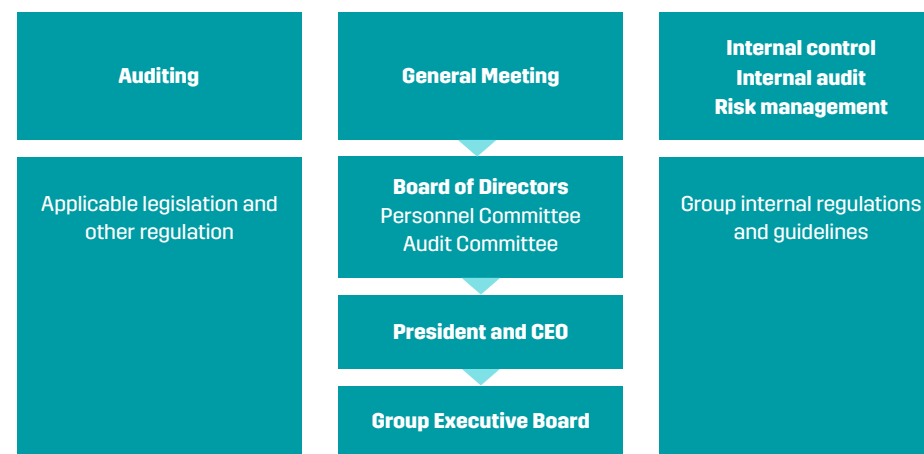 Auditing
Applicable legislation and
other regulation
General Meeting
Board of Directors
Personnel Committee
Audit Committee
President and CEO
Group Executive Board
Internal control
Internal audit
Risk management
Group internal regulations
and guidelines